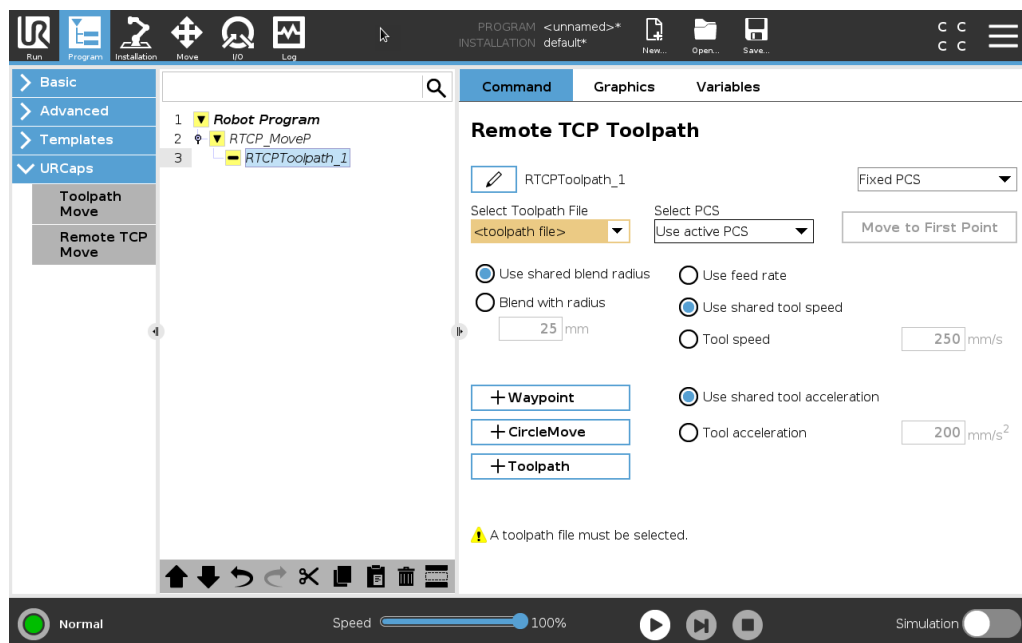 UR
Run Program Installation Move I/O Log
PROGRAM <unnamed>*
INSTALLATION default*
New... Open... Save...
C C
C C
Basic
Advanced
Templates
URCaps
Toolpath
Move
Remote TCP
Move
1 Robot Program
2 RTCP_MoveP
3 RTCPToolpath_1
Command Graphics Variables
Remote TCP Toolpath
RTCPToolpath_1 Fixed PCS
Select Toolpath File Select PCS
<toolpath file> Use active PCS Move to First Point
Use shared blend radius Use feed rate
Blend with radius Use shared tool speed
25 mm
Tool speed 250 mm/s
+Waypoint Use shared tool acceleration
+CircleMove Tool acceleration 200 mm/s²
+Toolpath
A toolpath file must be selected.
Normal Speed 100% Simulation